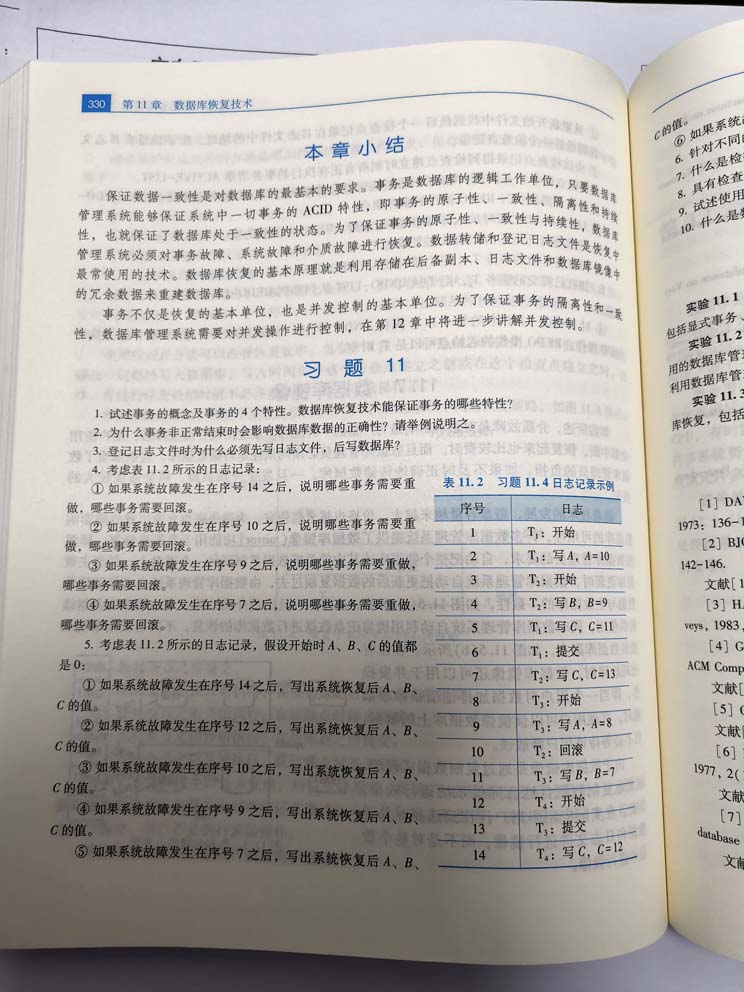 330 第11章 数据库恢复技术
本章小结
保证数据一致性是对数据库的最基本的要求。事务是数据库的逻辑工作单位，只要数据库
管理系统能够保证系统中一切事务的 ACID 特性，即事务的原子性、一致性、隔离性和持续
性，也就保证了数据库处于一致性的状态。为了保证事务的原子性、一致性与持续性，数据库
管理系统必须对事务故障、系统故障和介质故障进行恢复。数据转储和登记日志文件是恢复中
最常使用的技术。数据库恢复的基本原理就是利用存储在后备副本、日志文件和数据库镜像中
的冗余数据来重建数据库。
事务不仅是恢复的基本单位，也是并发控制的基本单位。为了保证事务的隔离性和一致
性，数据库管理系统需要对并发操作进行控制，在第 12 章中将进一步讲解并发控制。
习题 11
1. 试述事务的概念及事务的 4 个特性。数据库恢复技术能保证事务的哪些特性？
2. 为什么事务非正常结束时会影响数据库数据的正确性？请举例说明之。
3. 登记日志文件时为什么必须先写日志文件，后写数据库？
4. 考虑表 11.2 所示的日志记录：
① 如果系统故障发生在序号 14 之后，说明哪些事务需要重
做，哪些事务需要回滚。
② 如果系统故障发生在序号 10 之后，说明哪些事务需要重
做，哪些事务需要回滚。
③ 如果系统故障发生在序号 9 之后，说明哪些事务需要重做，
哪些事务需要回滚。
④ 如果系统故障发生在序号 7 之后，说明哪些事务需要重做，
哪些事务需要回滚。
5. 考虑表 11.2 所示的日志记录，假设开始时 A、B、C 的值都
是 0：
① 如果系统故障发生在序号 14 之后，写出系统恢复后 A、B、
C 的值。
② 如果系统故障发生在序号 12 之后，写出系统恢复后 A、B、
C 的值。
③ 如果系统故障发生在序号 10 之后，写出系统恢复后 A、B、
C 的值。
④ 如果系统故障发生在序号 9 之后，写出系统恢复后 A、B、
C 的值。
⑤ 如果系统故障发生在序号 7 之后，写出系统恢复后 A、B、
表 11.2 习题 11.4 日志记录示例
序号 日志
1 T₁：开始
2 T₁：写 A，A=10
3 T₂：开始
4 T₂：写 B，B=9
5 T₁：写 C，C=11
6 T₁：提交
7 T₂：写 C，C=13
8 T₃：开始
9 T₃：写 A，A=8
10 T₂：回滚
11 T₃：写 B，B=7
12 T₄：开始
13 T₃：提交
14 T₄：写 C，C=12
C 的值。
⑥ 如果系统
6. 针对不同
7. 什么是检
8. 具有检查
9. 试述使用
10. 什么是
实验 11.1
包括显式事务、
实验 11.2
用的数据库管
利用数据库管
实验 11.3
库恢复，包括
[1] DA
1973：136-1
[2] BJO
142-146.
文献[1
[3] HA
veys, 1983,
[4] G
ACM Comp
文献
[5]
文献
[6]
1977, 2(
文献
[7]
database
文献